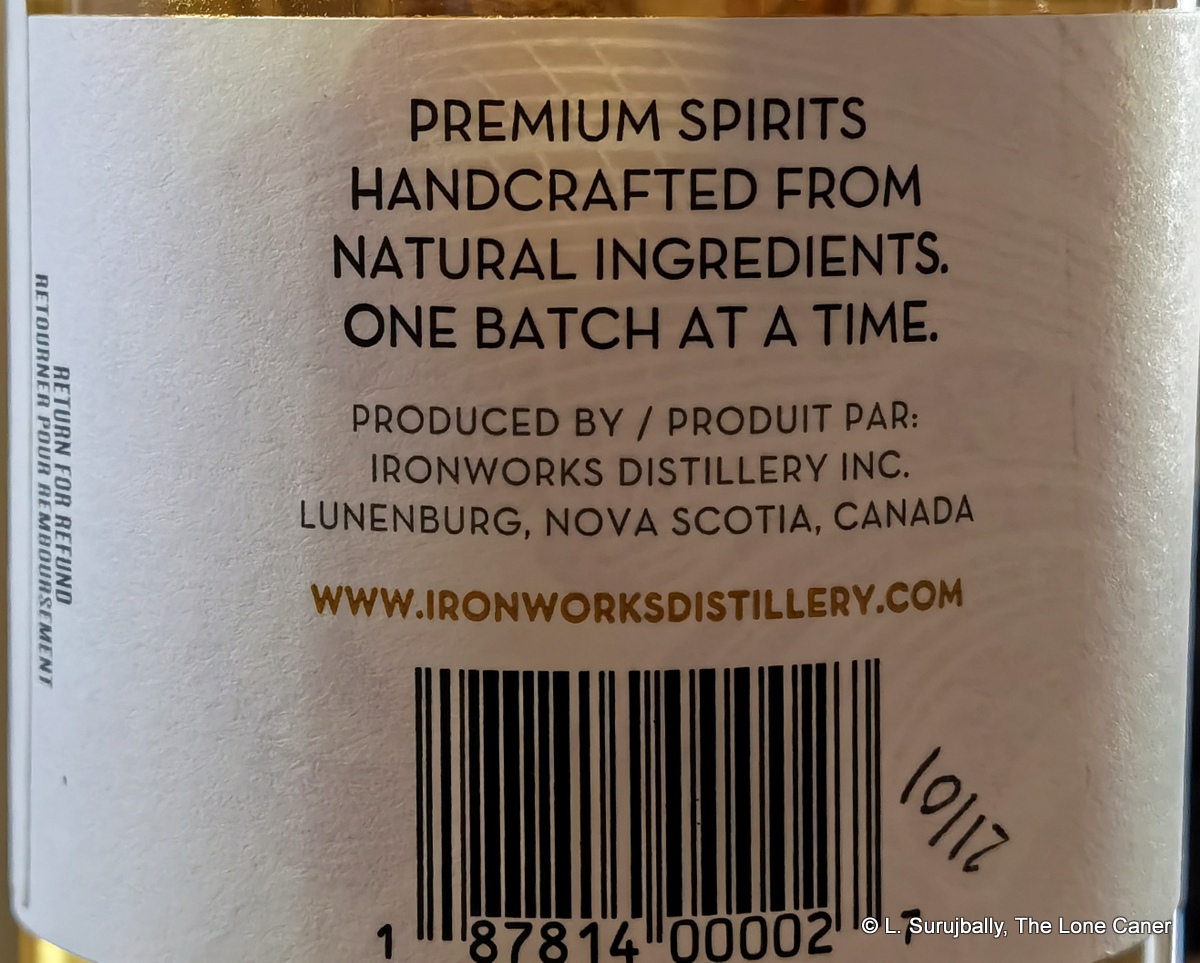 PREMIUM SPIRITS
HANDCRAFTED FROM
NATURAL INGREDIENTS.
ONE BATCH AT A TIME.
PRODUCED BY / PRODUIT PAR:
IRONWORKS DISTILLERY INC.
LUNENBURG, NOVA SCOTIA, CANADA
WWW.IRONWORKSDISTILLERY.COM
RETURN FOR REFUND
RETOURNER POUR REMBOURSEMENT
10/12
1 87814 00002 7
© L. Surujbally, The Lone Caner